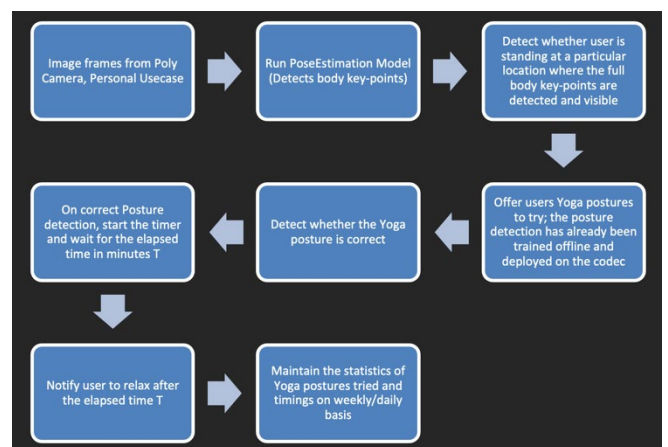 Image frames from Poly
Camera, Personal Usecase
Run PoseEstimation Model
(Detects body key-points)
Detect whether user is
standing at a particular
location where the full
body key-points are
detected and visible
Offer users Yoga postures
to try; the posture
detection has already been
trained offline and
deployed on the codec
Detect whether the Yoga
posture is correct
On correct Posture
detection, start the timer
and wait for the elapsed
time in minutes T
Notify user to relax after
the elapsed time T
Maintain the statistics of
Yoga postures tried and
timings on weekly/daily
basis